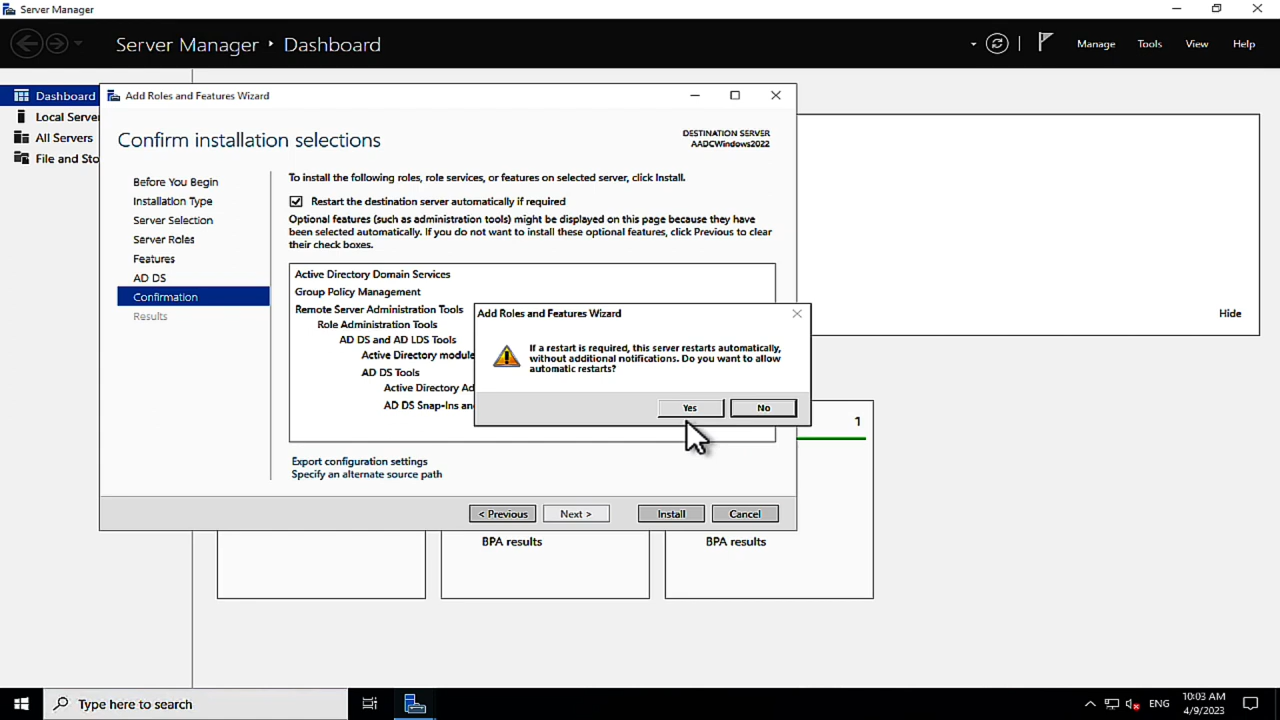 Server Manager
Server Manager • Dashboard
Manage
Tools
View
Help
Dashboard
Local Server
All Servers
File and Sto
Add Roles and Features Wizard
Confirm installation selections
DESTINATION SERVER
AADCWindows2022
Before You Begin
Installation Type
Server Selection
Server Roles
Features
AD DS
Confirmation
Results
To install the following roles, role services, or features on selected server, click Install.
Restart the destination server automatically if required
Optional features (such as administration tools) might be displayed on this page because they have
been selected automatically. If you do not want to install these optional features, click Previous to clear
their check boxes.
Active Directory Domain Services
Group Policy Management
Remote Server Administration Tools
Role Administration Tools
AD DS and AD LDS Tools
Active Directory module
AD DS Tools
Active Directory Ad
AD DS Snap-Ins an
Export configuration settings
Specify an alternate source path
< Previous
Next >
Install
Cancel
Add Roles and Features Wizard
If a restart is required, this server restarts automatically,
without additional notifications. Do you want to allow
automatic restarts?
Yes
No
Hide
1
BPA results
BPA results
Type here to search
ENG
10:03 AM
4/9/2023